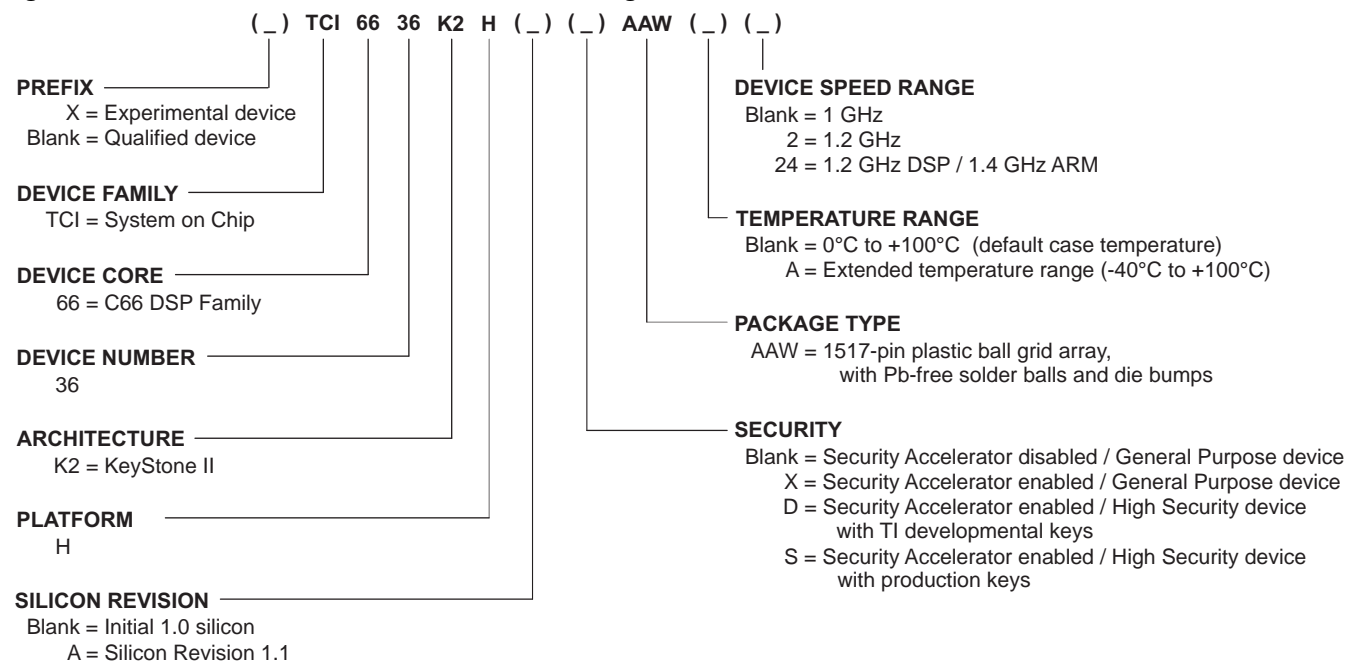 ( _ ) TCI 66 36 K2 H ( _ ) ( _ ) AAW ( _ ) ( _ )
PREFIX
X = Experimental device
Blank = Qualified device
DEVICE FAMILY
TCI = System on Chip
DEVICE CORE
66 = C66 DSP Family
DEVICE NUMBER
36
ARCHITECTURE
K2 = KeyStone II
PLATFORM
H
SILICON REVISION
Blank = Initial 1.0 silicon
A = Silicon Revision 1.1
DEVICE SPEED RANGE
Blank = 1 GHz
2 = 1.2 GHz
24 = 1.2 GHz DSP / 1.4 GHz ARM
TEMPERATURE RANGE
Blank = 0°C to +100°C (default case temperature)
A = Extended temperature range (-40°C to +100°C)
PACKAGE TYPE
AAW = 1517-pin plastic ball grid array,
with Pb-free solder balls and die bumps
SECURITY
Blank = Security Accelerator disabled / General Purpose device
X = Security Accelerator enabled / General Purpose device
D = Security Accelerator enabled / High Security device
with TI developmental keys
S = Security Accelerator enabled / High Security device
with production keys